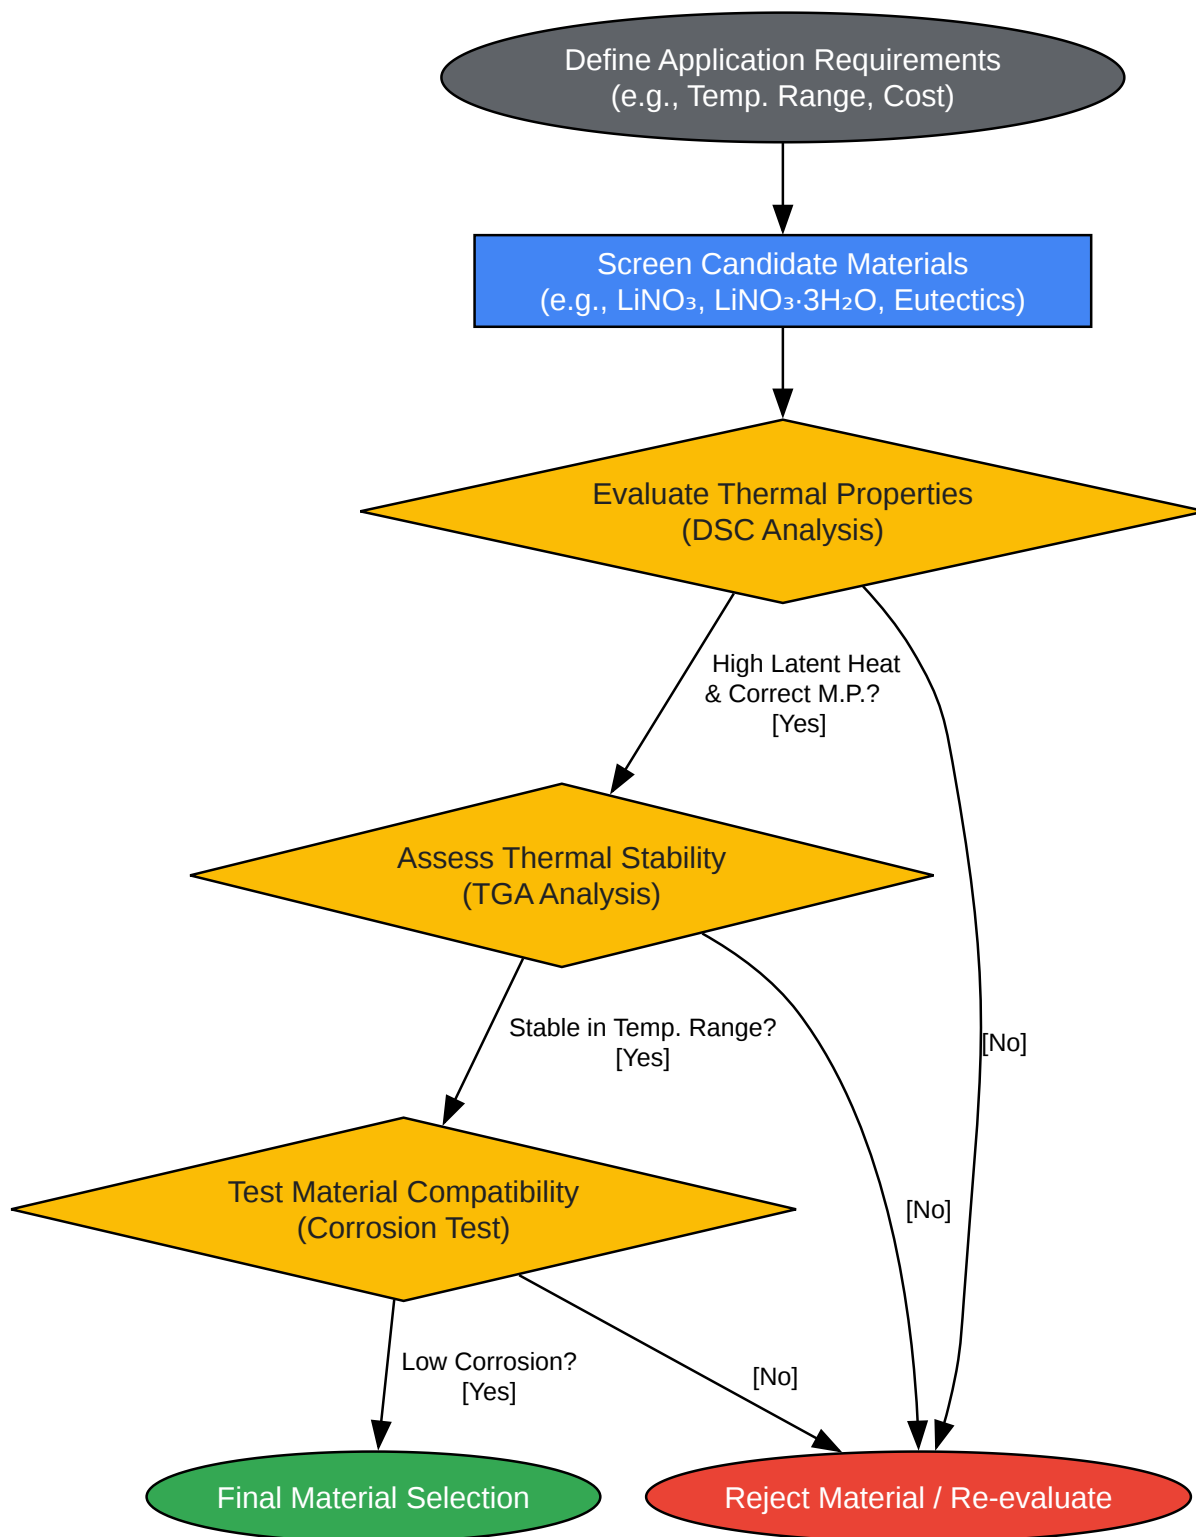 Define Application Requirements
(e.g., Temp. Range, Cost)
Screen Candidate Materials
(e.g., LiNO₃, LiNO₃·3H₂O, Eutectics)
Evaluate Thermal Properties
(DSC Analysis)
High Latent Heat
& Correct M.P.?
[Yes]
Assess Thermal Stability
(TGA Analysis)
Stable in Temp. Range?
[Yes]
[No]
Test Material Compatibility
(Corrosion Test)
[No]
Low Corrosion?
[Yes]
[No]
Final Material Selection
Reject Material / Re-evaluate